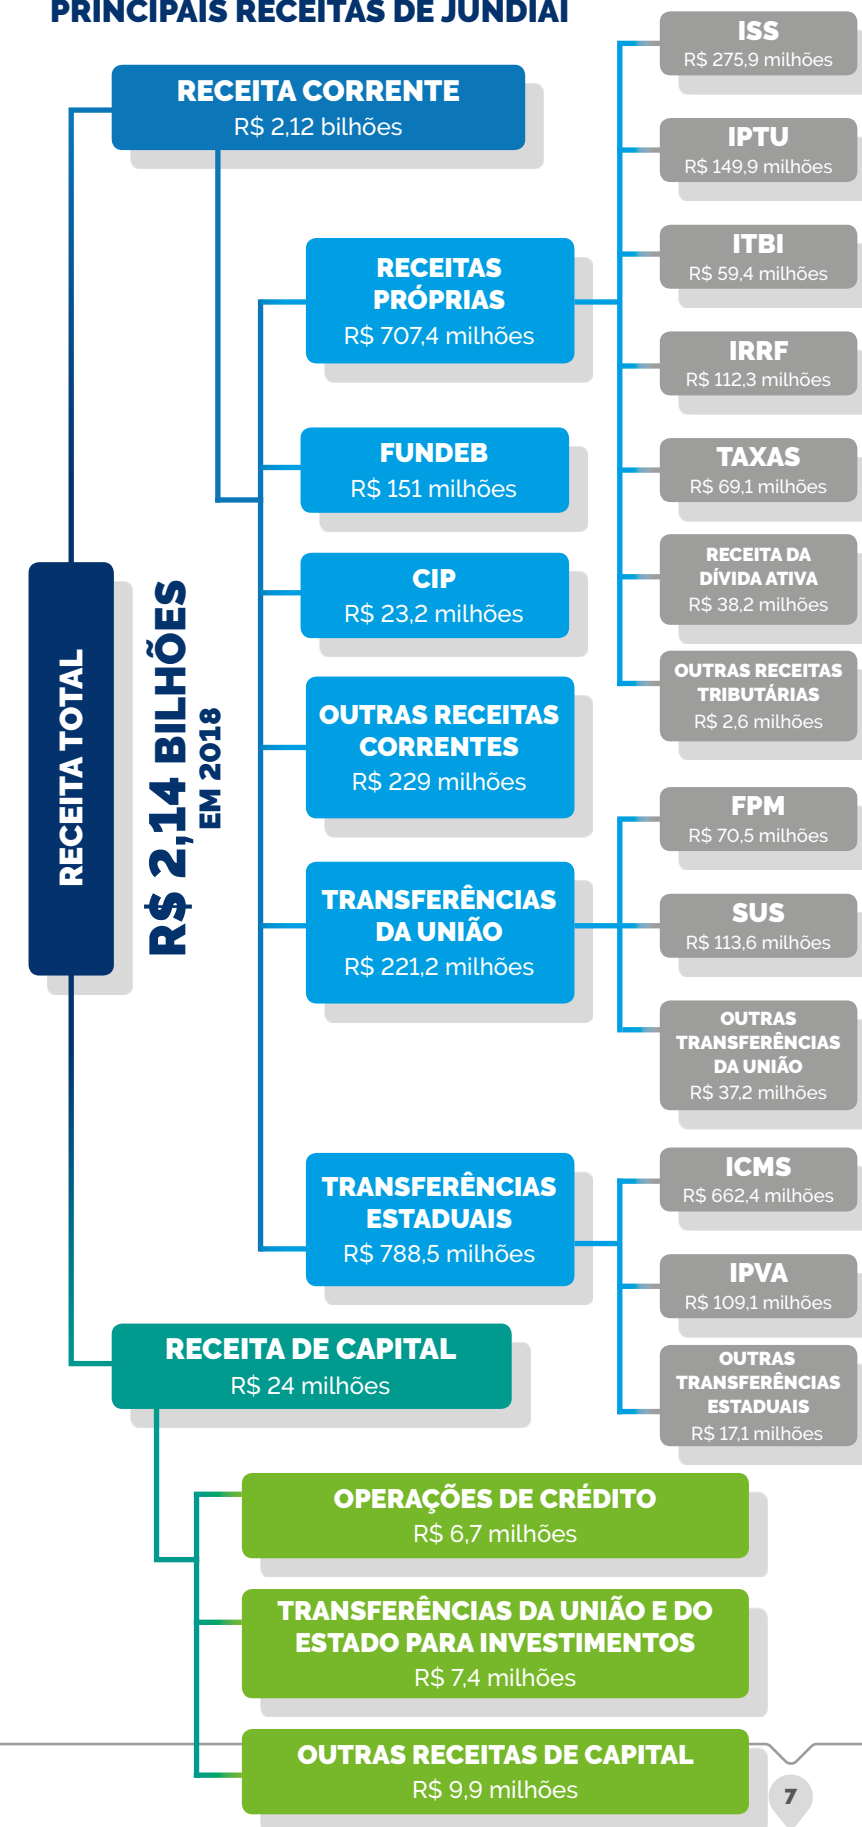 PRINCIPAIS RECEITAS DE JUNDIAÍ
RECEITA TOTAL
R$ 2,14 BILHÕES
EM 2018
RECEITA CORRENTE
R$ 2,12 bilhões
RECEITAS
PRÓPRIAS
R$ 707,4 milhões
ISS
R$ 275,9 milhões
IPTU
R$ 149,9 milhões
ITBI
R$ 59,4 milhões
IRRF
R$ 112,3 milhões
TAXAS
R$ 69,1 milhões
RECEITA DA
DÍVIDA ATIVA
R$ 38,2 milhões
OUTRAS RECEITAS
TRIBUTÁRIAS
R$ 2,6 milhões
FUNDEB
R$ 151 milhões
CIP
R$ 23,2 milhões
OUTRAS RECEITAS
CORRENTES
R$ 229 milhões
TRANSFERÊNCIAS
DA UNIÃO
R$ 221,2 milhões
FPM
R$ 70,5 milhões
SUS
R$ 113,6 milhões
OUTRAS
TRANSFERÊNCIAS
DA UNIÃO
R$ 37,2 milhões
TRANSFERÊNCIAS
ESTADUAIS
R$ 788,5 milhões
ICMS
R$ 662,4 milhões
IPVA
R$ 109,1 milhões
OUTRAS
TRANSFERÊNCIAS
ESTADUAIS
R$ 17,1 milhões
RECEITA DE CAPITAL
R$ 24 milhões
OPERAÇÕES DE CRÉDITO
R$ 6,7 milhões
TRANSFERÊNCIAS DA UNIÃO E DO
ESTADO PARA INVESTIMENTOS
R$ 7,4 milhões
OUTRAS RECEITAS DE CAPITAL
R$ 9,9 milhões
7